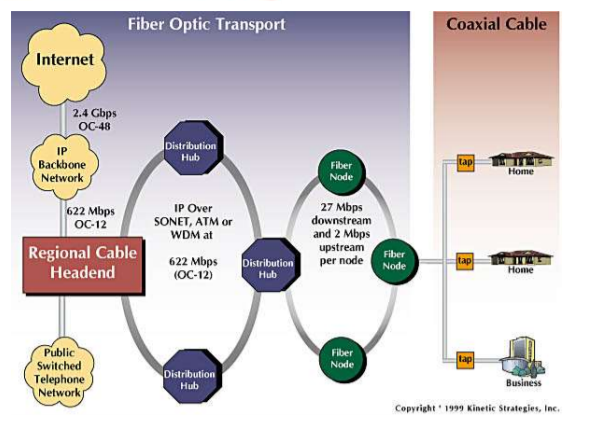 Fiber Optic Transport
Coaxial Cable
Internet
2.4 Gbps
OC-48
IP
Backbone
Network
622 Mbps
OC-12
Regional Cable
Headend
Public
Switched
Telephone
Network
Distribution
Hub
IP Over
SONET, ATM or
WDM at
622 Mbps
(OC-12)
Distribution
Hub
Distribution
Hub
Fiber
Node
27 Mbps
downstream
and 2 Mbps
upstream
per node
Fiber
Node
Fiber
Node
tap
Home
tap
Home
tap
Business
Copyright ' 1999 Kinetic Strategies, Inc.